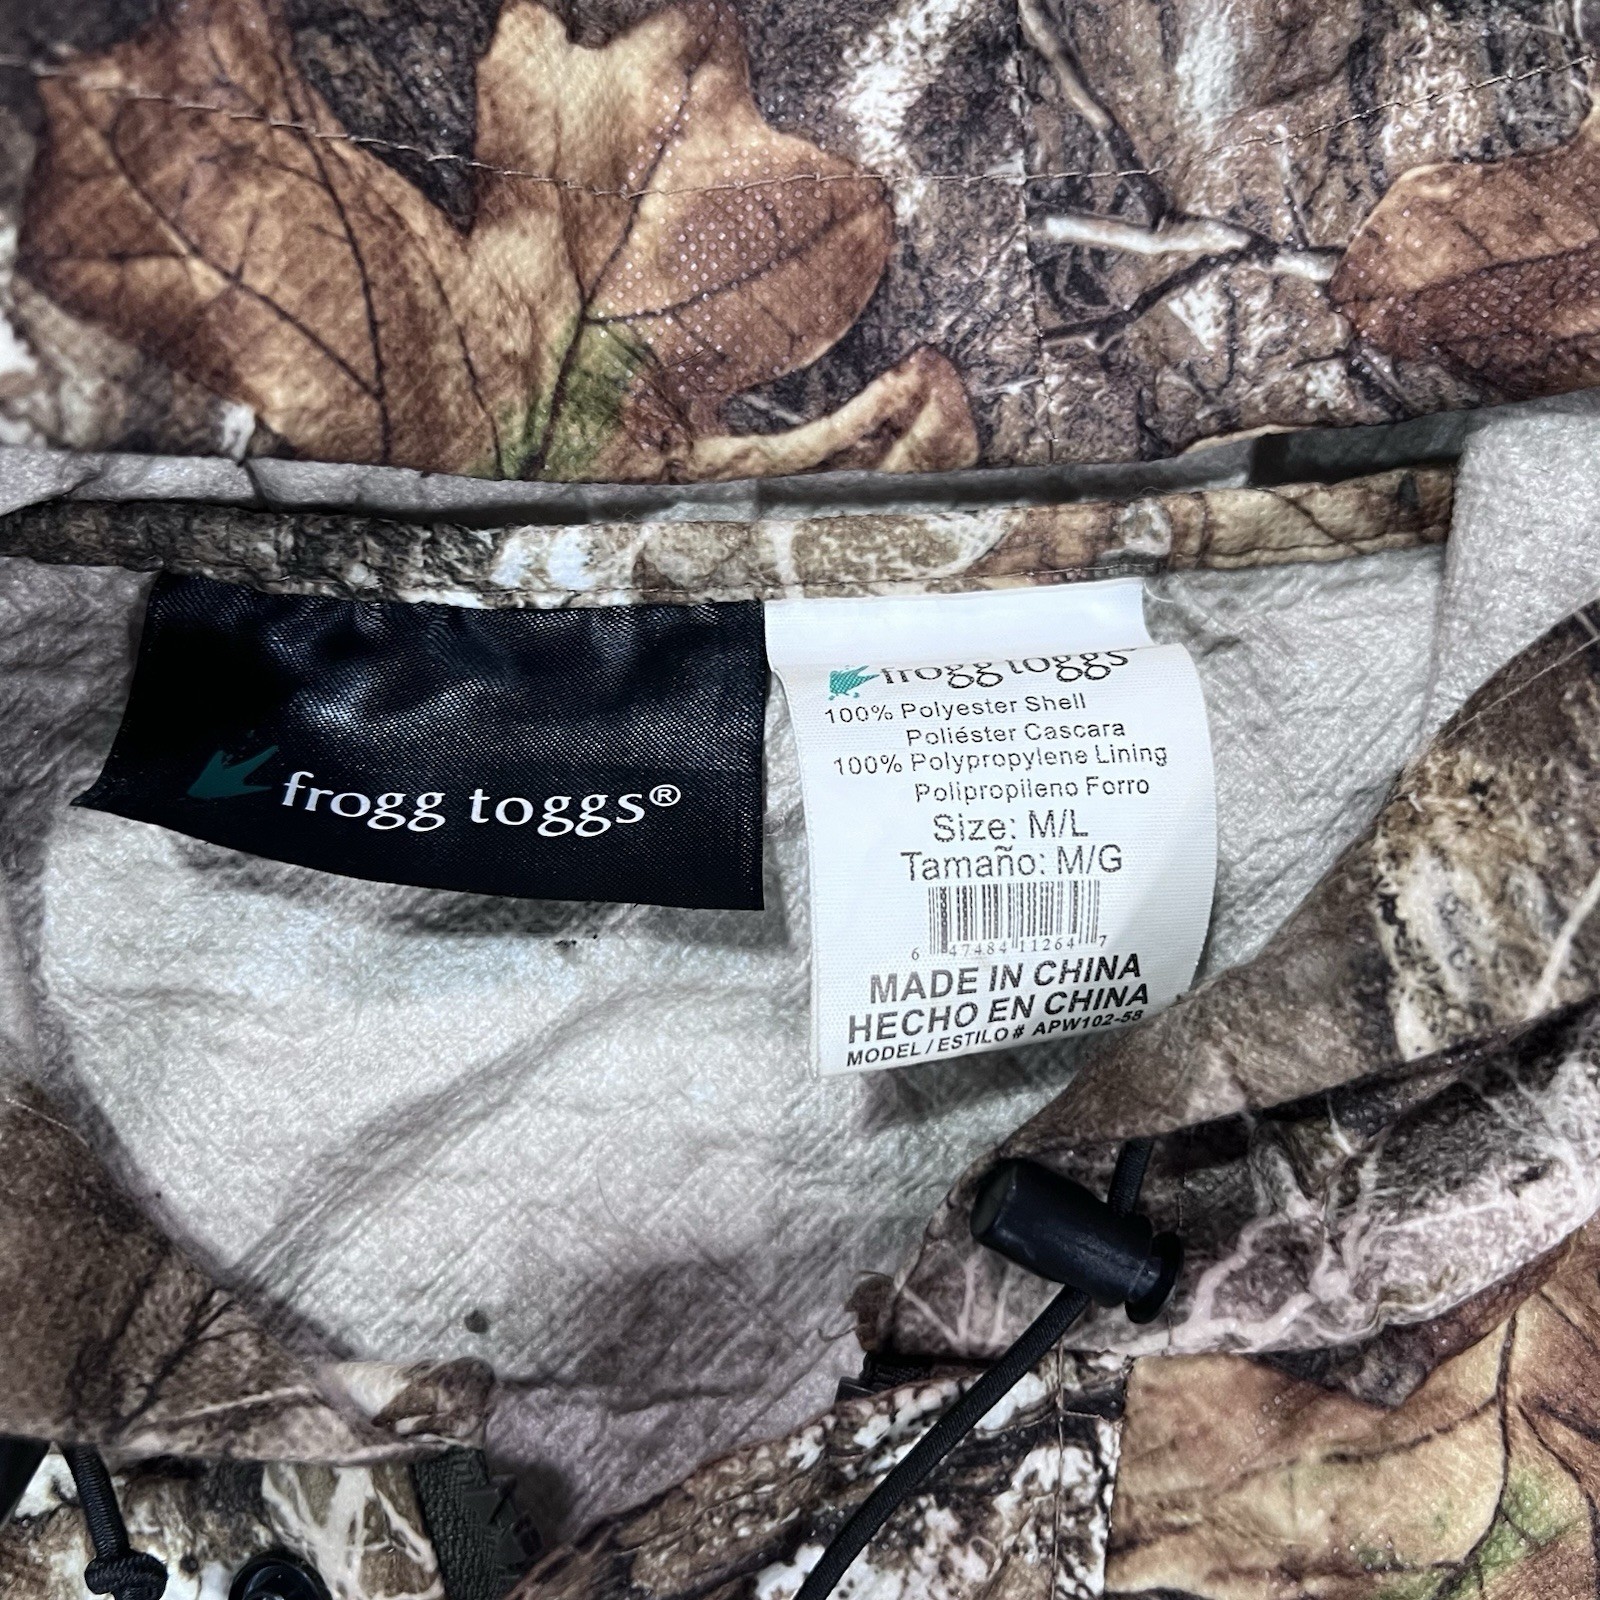 frogg toggs®
frogg toggs
100% Polyester Shell
Poliéster Cascara
100% Polypropylene Lining
Polipropileno Forro
Size: M/L
Tamaño: M/G
6 47484 11264 7
MADE IN CHINA
HECHO EN CHINA
MODEL / ESTILO # APW102-58